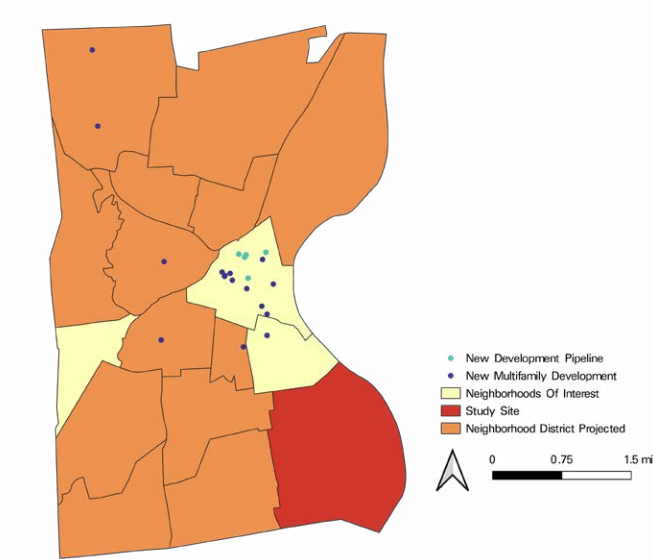 New Development Pipeline
New Multifamily Development
Neighborhoods Of Interest
Study Site
Neighborhood District Projected
0 0.75 1.5 mi